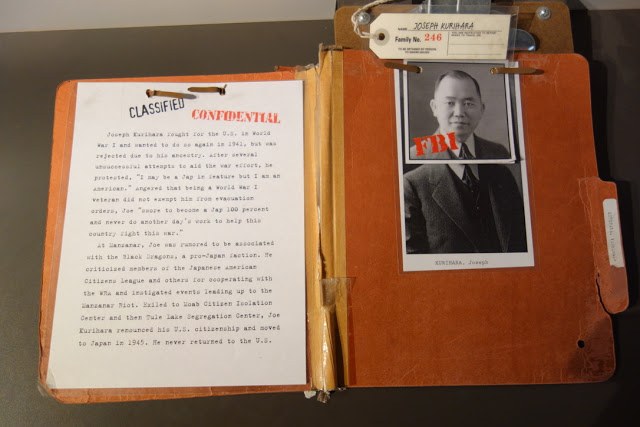 CLASSIFIED
CONFIDENTIAL
Joseph Kurihara fought for the U.S. in World
War I and wanted to do so again in 1941, but was
rejected due to his ancestry. After several
unsuccessful attempts to aid the war effort, he
protested, "I may be a Jap in feature but I am an
American." Angered that being a World War I
veteran did not exempt him from evacuation
orders, Joe "swore to become a Jap 100 percent
and never do another day's work to help this
country fight this war."
At Manzanar, Joe was rumored to be associated
with the Black Dragons, a pro-Japan faction. He
criticized members of the Japanese American
Citizens League and others for cooperating with
the WRA and instigated events leading up to the
Manzanar Riot. Exiled to Moab Citizen Isolation
Center and then Tule Lake Segregation Center, Joe
Kurihara renounced his U.S. citizenship and moved
to Japan in 1945. He never returned to the U.S.
NAME JOSEPH KURIHARA
Family No. 246
FBI
KURIHARA, Joseph